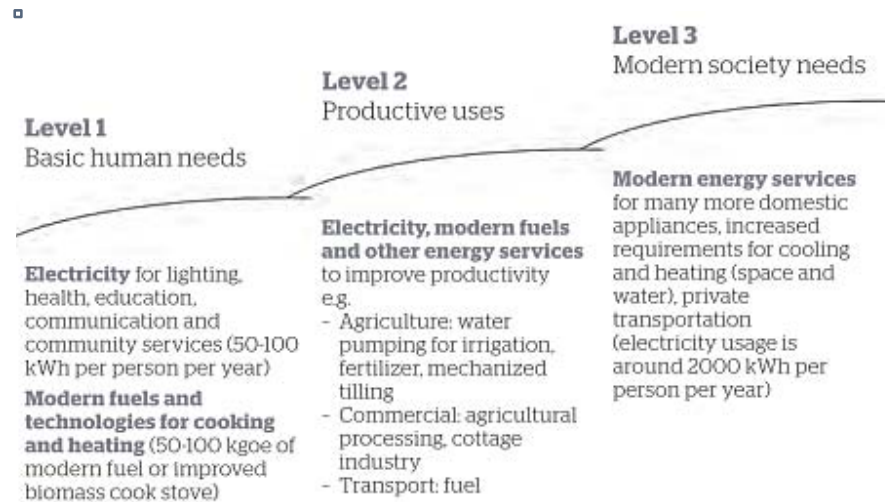 Level 1
Basic human needs
Electricity for lighting,
health, education,
communication and
community services (50-100
kWh per person per year)
Modern fuels and
technologies for cooking
and heating (50-100 kgoe of
modern fuel or improved
biomass cook stove)
Level 2
Productive uses
Electricity, modern fuels
and other energy services
to improve productivity
e.g.
- Agriculture: water
pumping for irrigation,
fertilizer, mechanized
tilling
- Commercial: agricultural
processing, cottage
industry
- Transport: fuel
Level 3
Modern society needs
Modern energy services
for many more domestic
appliances, increased
requirements for cooling
and heating (space and
water), private
transportation
(electricity usage is
around 2000 kWh per
person per year)